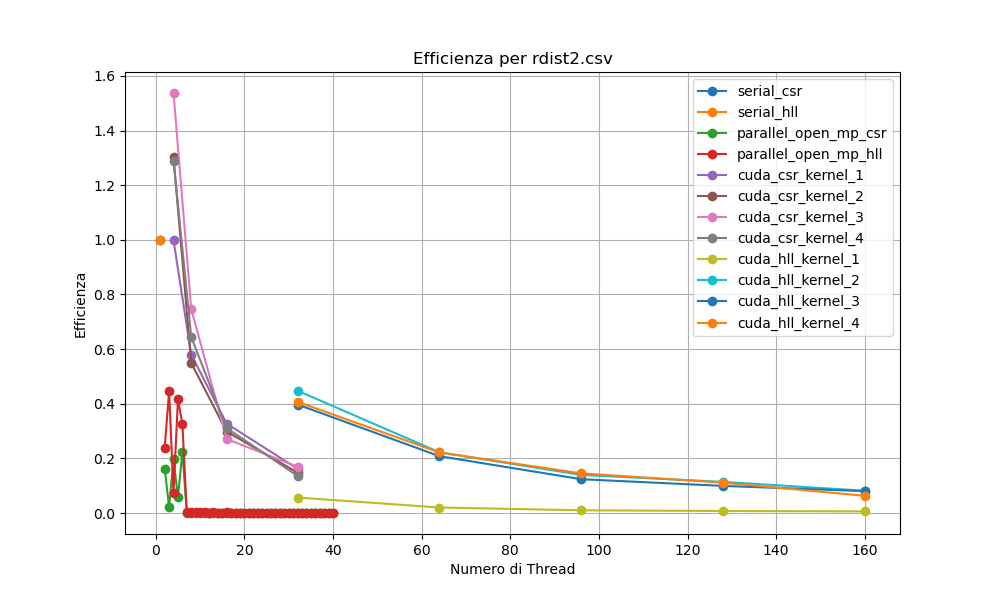 Efficienza per rdist2.csv
1.6
1.4
1.2
1.0
0.8
0.6
0.4
0.2
0.0
Efficienza
0 20 40 60 80 100 120 140 160
Numero di Thread
serial_csr
serial_hll
parallel_open_mp_csr
parallel_open_mp_hll
cuda_csr_kernel_1
cuda_csr_kernel_2
cuda_csr_kernel_3
cuda_csr_kernel_4
cuda_hll_kernel_1
cuda_hll_kernel_2
cuda_hll_kernel_3
cuda_hll_kernel_4